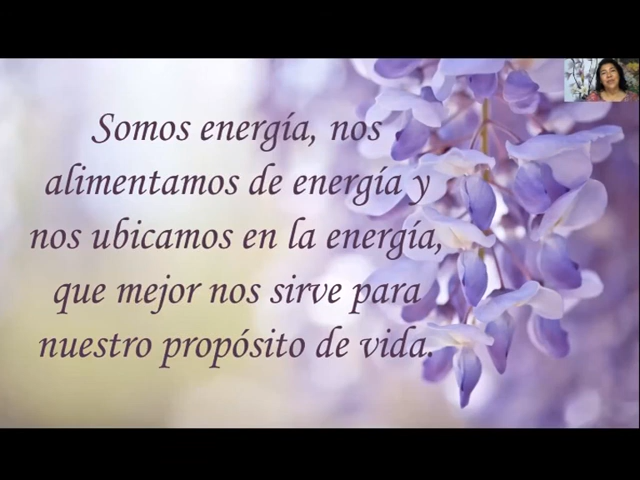 Somos energía, nos
alimentamos de energía y
nos ubicamos en la energía,
que mejor nos sirve para
nuestro propósito de vida.